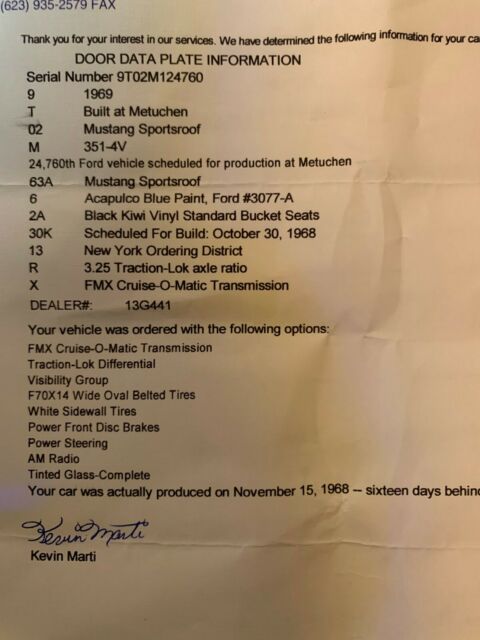 (623) 935-2579 FAX
Thank you for your interest in our services. We have determined the following information for your
DOOR DATA PLATE INFORMATION
Serial Number 9T02M124760
9 1969
T Built at Metuchen
02 Mustang Sportsroof
M 351-4V
24,760th Ford vehicle scheduled for production at Metuchen
63A Mustang Sportsroof
6 Acapulco Blue Paint, Ford #3077-A
2A Black Kiwi Vinyl Standard Bucket Seats
30K Scheduled For Build: October 30, 1968
13 New York Ordering District
R 3.25 Traction-Lok axle ratio
X FMX Cruise-O-Matic Transmission
DEALER#: 13G441
Your vehicle was ordered with the following options:
FMX Cruise-O-Matic Transmission
Traction-Lok Differential
Visibility Group
F70X14 Wide Oval Belted Tires
White Sidewall Tires
Power Front Disc Brakes
Power Steering
AM Radio
Tinted Glass-Complete
Your car was actually produced on November 15, 1968 -- sixteen days behind
Kevin Marti
Kevin Marti